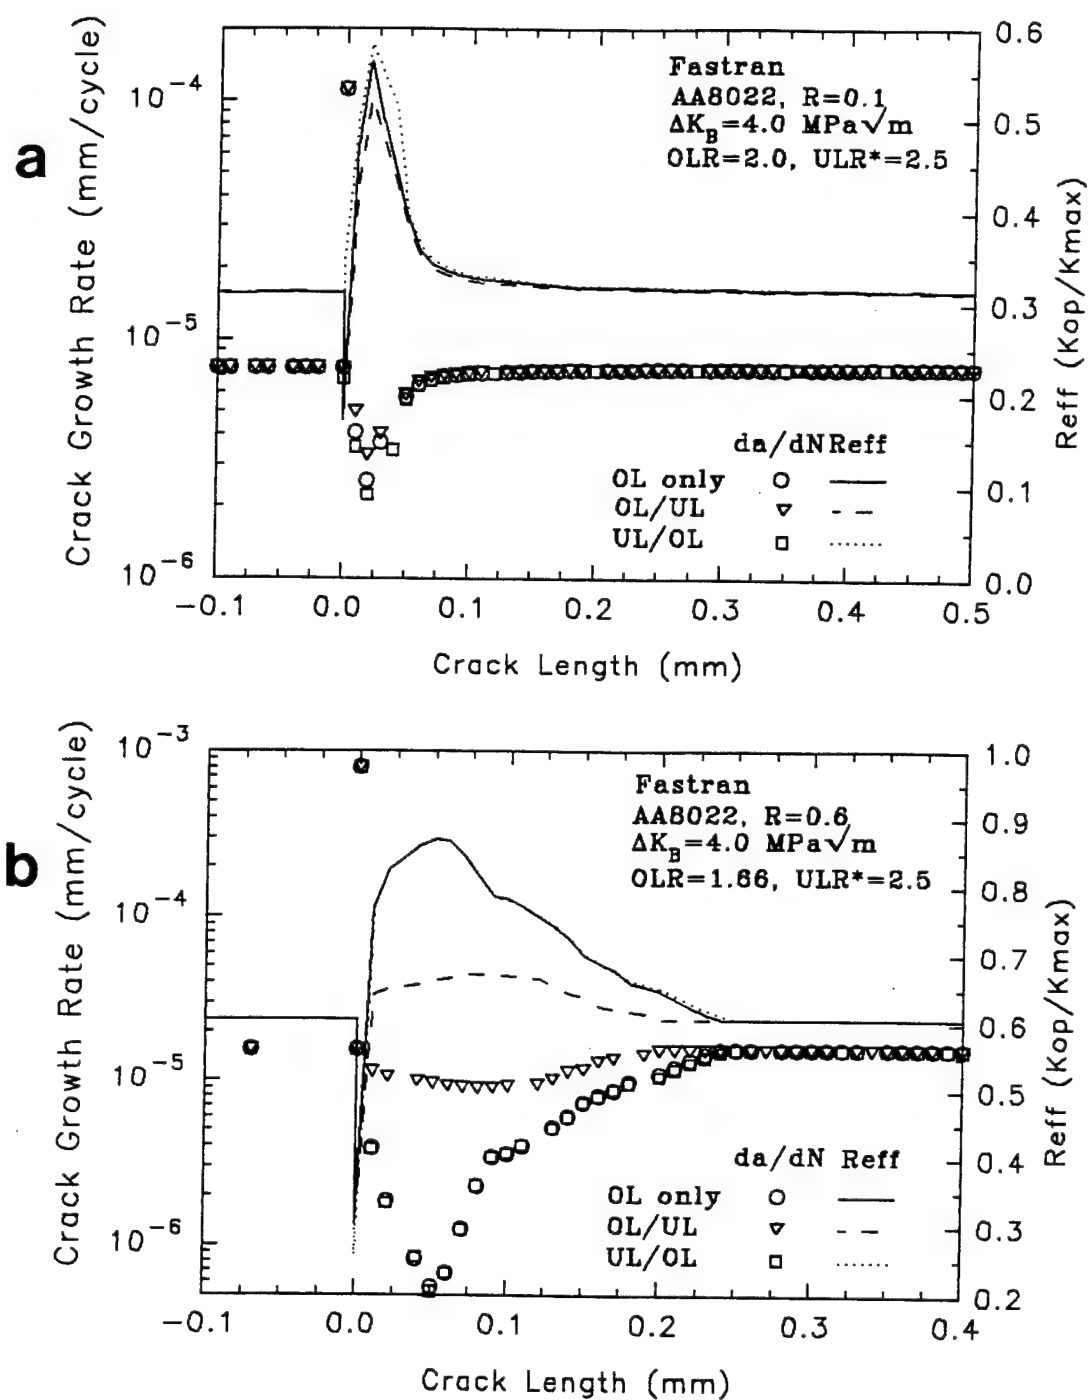 a
Crack Growth Rate (mm/cycle)
10⁻⁴
10⁻⁵
10⁻⁶
Fastran
AA8022, R=0.1
ΔK_B=4.0 MPa√m
OLR=2.0, ULR*=2.5
da/dN Reff
OL only
OL/UL
UL/OL
0.6
0.5
0.4
0.3
0.2
0.1
0.0
Reff (Kop/Kmax)
-0.1 0.0 0.1 0.2 0.3 0.4 0.5
Crack Length (mm)
b
Crack Growth Rate (mm/cycle)
10⁻³
10⁻⁴
10⁻⁵
10⁻⁶
Fastran
AA8022, R=0.6
ΔK_B=4.0 MPa√m
OLR=1.66, ULR*=2.5
da/dN Reff
OL only
OL/UL
UL/OL
1.0
0.9
0.8
0.7
0.6
0.5
0.4
0.3
0.2
Reff (Kop/Kmax)
-0.1 0.0 0.1 0.2 0.3 0.4
Crack Length (mm)